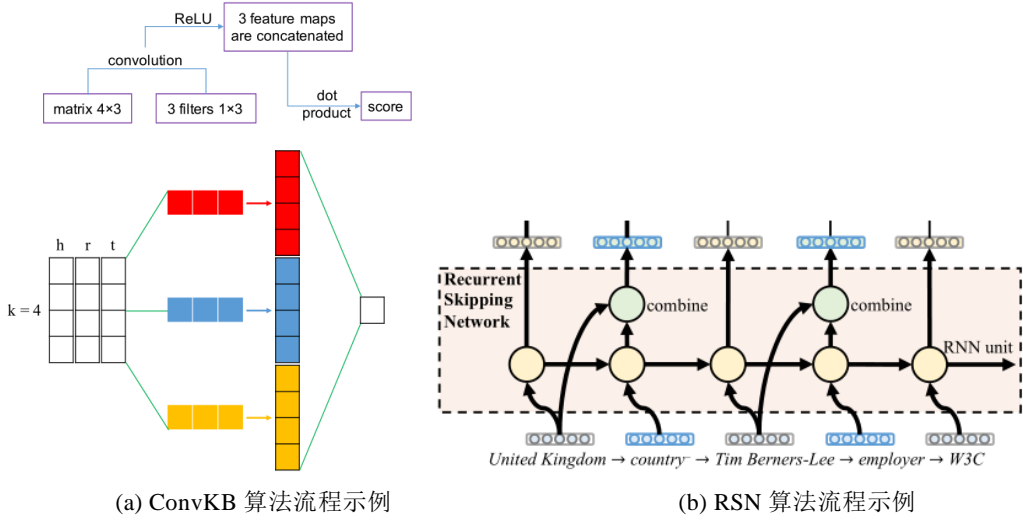 ReLU
3 feature maps
are concatenated
convolution
matrix 4×3
3 filters 1×3
dot
product
score
h r t
k = 4
(a) ConvKB 算法流程示例
Recurrent
Skipping
Network
combine
combine
RNN unit
United Kingdom → country⁻ → Tim Berners-Lee → employer → W3C
(b) RSN 算法流程示例